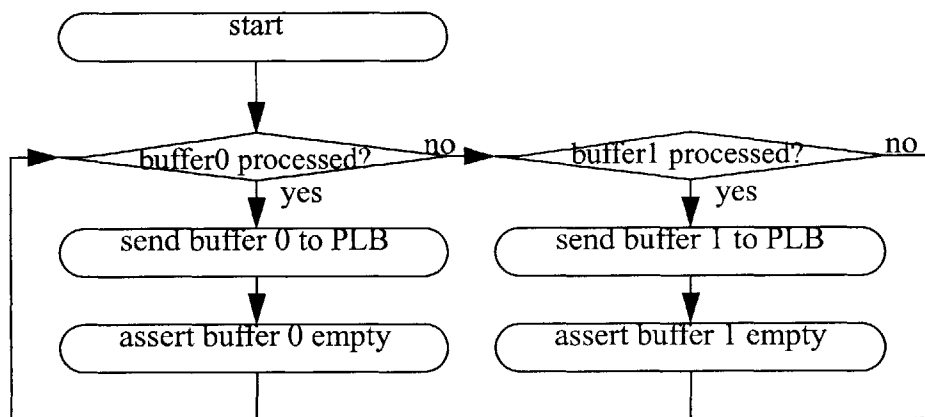 start
buffer0 processed?
no
buffer1 processed?
no
yes
yes
send buffer 0 to PLB
send buffer 1 to PLB
assert buffer 0 empty
assert buffer 1 empty